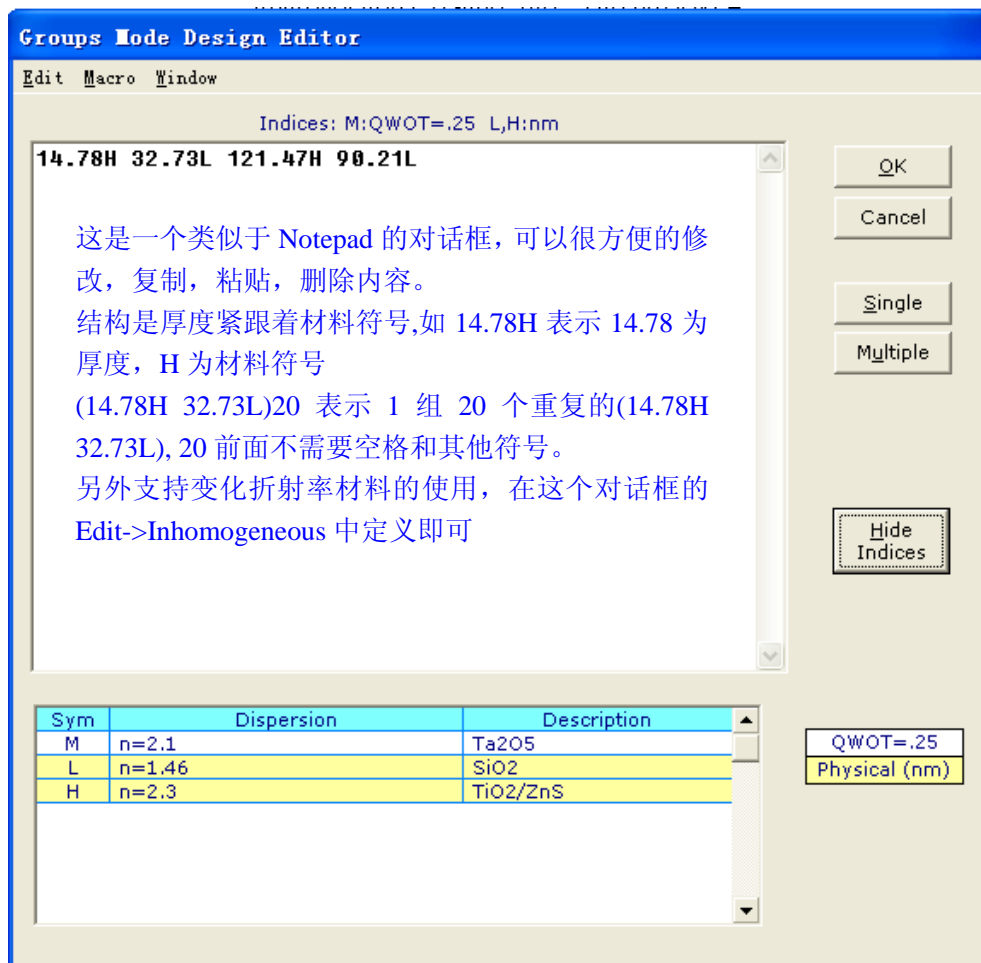 Groups Mode Design Editor
Edit Macro Window
Indices: M:QWOT=.25 L,H:nm
14.78H 32.73L 121.47H 90.21L
OK
Cancel
这是一个类似于 Notepad 的对话框，可以很方便的修
改，复制，粘贴，删除内容。
Single
结构是厚度紧跟着材料符号,如 14.78H 表示 14.78 为
Multiple
厚度，H 为材料符号
(14.78H 32.73L)20 表示 1 组 20 个重复的(14.78H
32.73L), 20 前面不需要空格和其他符号。
另外支持变化折射率材料的使用，在这个对话框的
Edit->Inhomogeneous 中定义即可
Hide
Indices
Sym Dispersion Description
M n=2.1 Ta2O5
L n=1.46 SiO2
H n=2.3 TiO2/ZnS
QWOT=.25
Physical (nm)